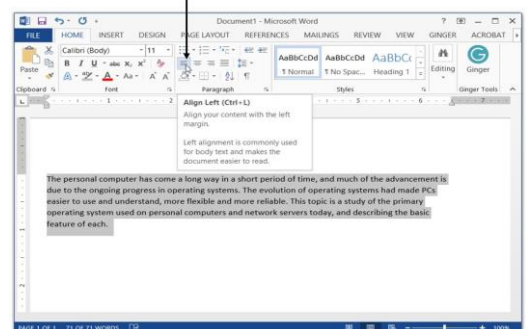 Document1 - Microsoft Word
FILE HOME INSERT DESIGN PAGE LAYOUT REFERENCES MAILINGS REVIEW VIEW GINGER ACROBAT
Calibri (Body) 11
Paste
B I U abc X₂ X²
A Aa A A
AaBbCcDd AaBbCcDd AaBbCc
¶ Normal ¶ No Spac... Heading 1
Editing
Ginger
Clipboard Font Paragraph Styles Ginger Tools
Align Left (Ctrl+L)
Align your content with the left
margin.
Left alignment is commonly used
for body text and makes the
document easier to read.
The personal computer has come a long way in a short period of time, and much of the advancement is
due to the ongoing progress in operating systems. The evolution of operating systems had made PCs
easier to use and understand, more flexible and more reliable. This topic is a study of the primary
operating system used on personal computers and network servers today, and describing the basic
feature of each.
PAGE 1 OF 1 71 OF 71 WORDS 100%